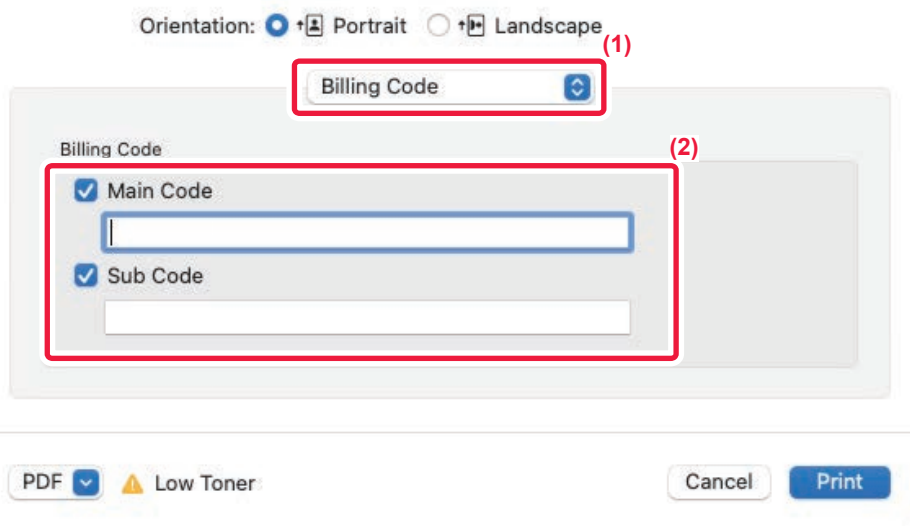 Orientation: Portrait Landscape
(1)
Billing Code
Billing Code
(2)
Main Code
Sub Code
PDF Low Toner Cancel Print